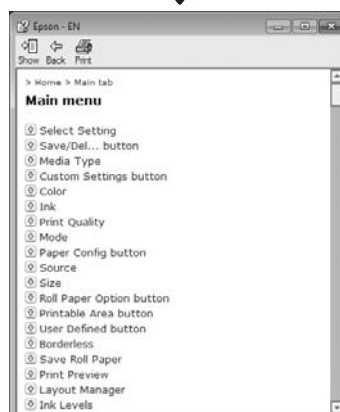 Epson - EN
Show Back Print
> Home > Main tab
Main menu
Select Setting
Save/Del... button
Media Type
Custom Settings button
Color
Ink
Print Quality
Mode
Paper Config button
Source
Size
Roll Paper Option button
Printable Area button
User Defined button
Borderless
Save Roll Paper
Print Preview
Layout Manager
Ink Levels